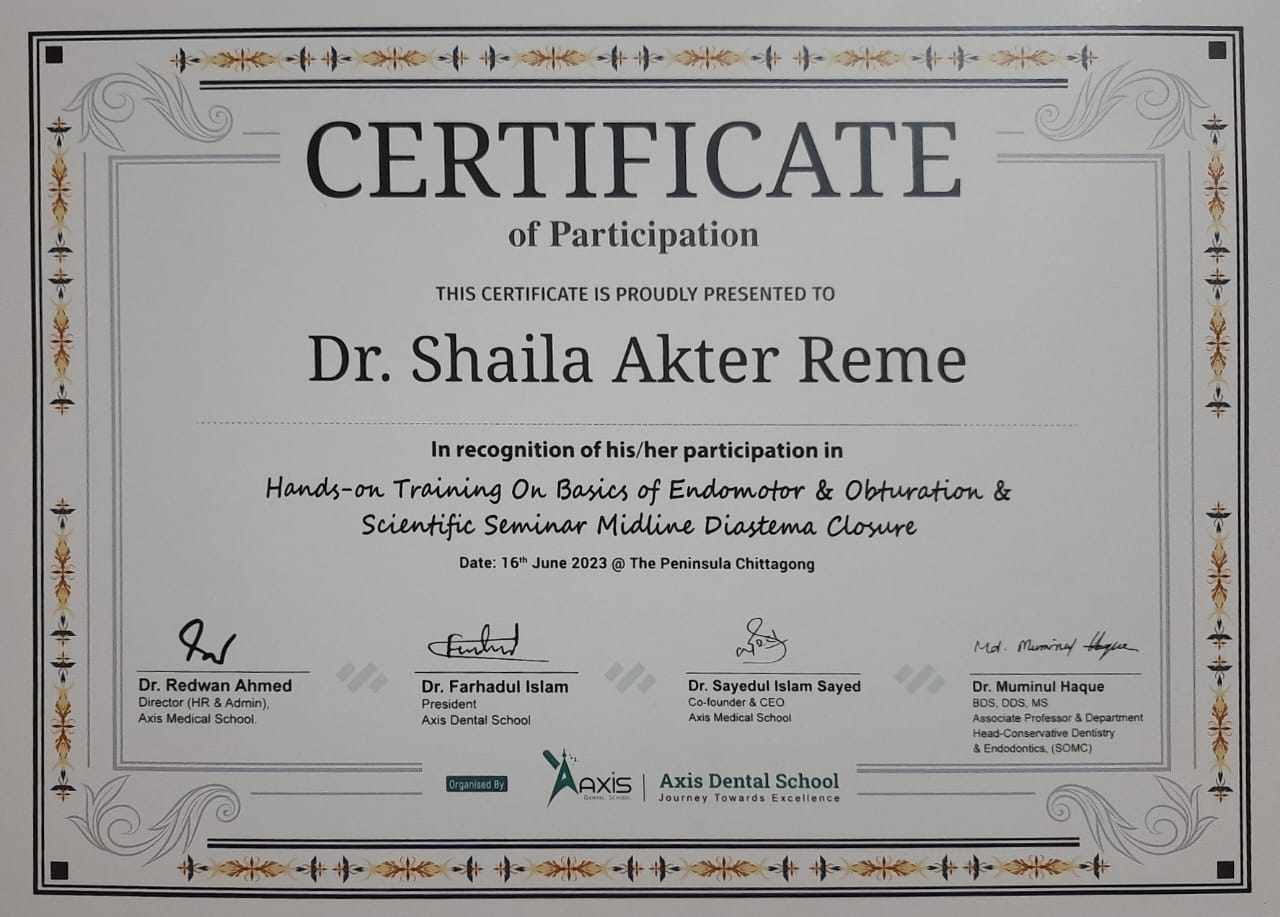 CERTIFICATE
of Participation
THIS CERTIFICATE IS PROUDLY PRESENTED TO
Dr. Shaila Akter Reme
In recognition of his/her participation in
Hands-on Training On Basics of Endomotor & Obturation &
Scientific Seminar Midline Diastema Closure
Date: 16th June 2023 @ The Peninsula Chittagong
Dr. Redwan Ahmed
Director (HR & Admin),
Axis Medical School.
Dr. Farhadul Islam
President
Axis Dental School
Dr. Sayedul Islam Sayed
Co-founder & CEO
Axis Medical School
Md. Muminul Haque
Dr. Muminul Haque
BDS, DDS, MS
Associate Professor & Department
Head-Conservative Dentistry
& Endodontics, (SOMC)
Organised By
AXIS
Dental School
Axis Dental School
Journey Towards Excellence